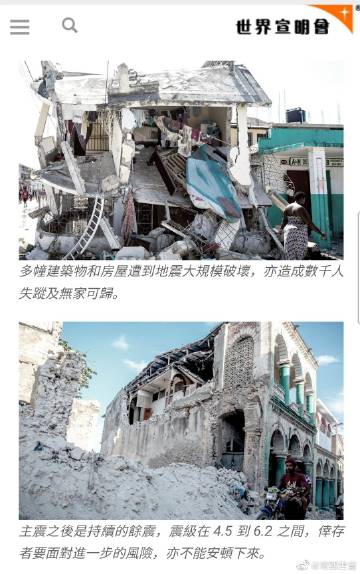 世界宣明會
多幢建築物和房屋遭到地震大規模破壞，亦造成數千人
失蹤及無家可歸。
主震之後是持續的餘震，震級在 4.5 到 6.2 之間，倖存
者要面對進一步的風險，亦不能安頓下來。